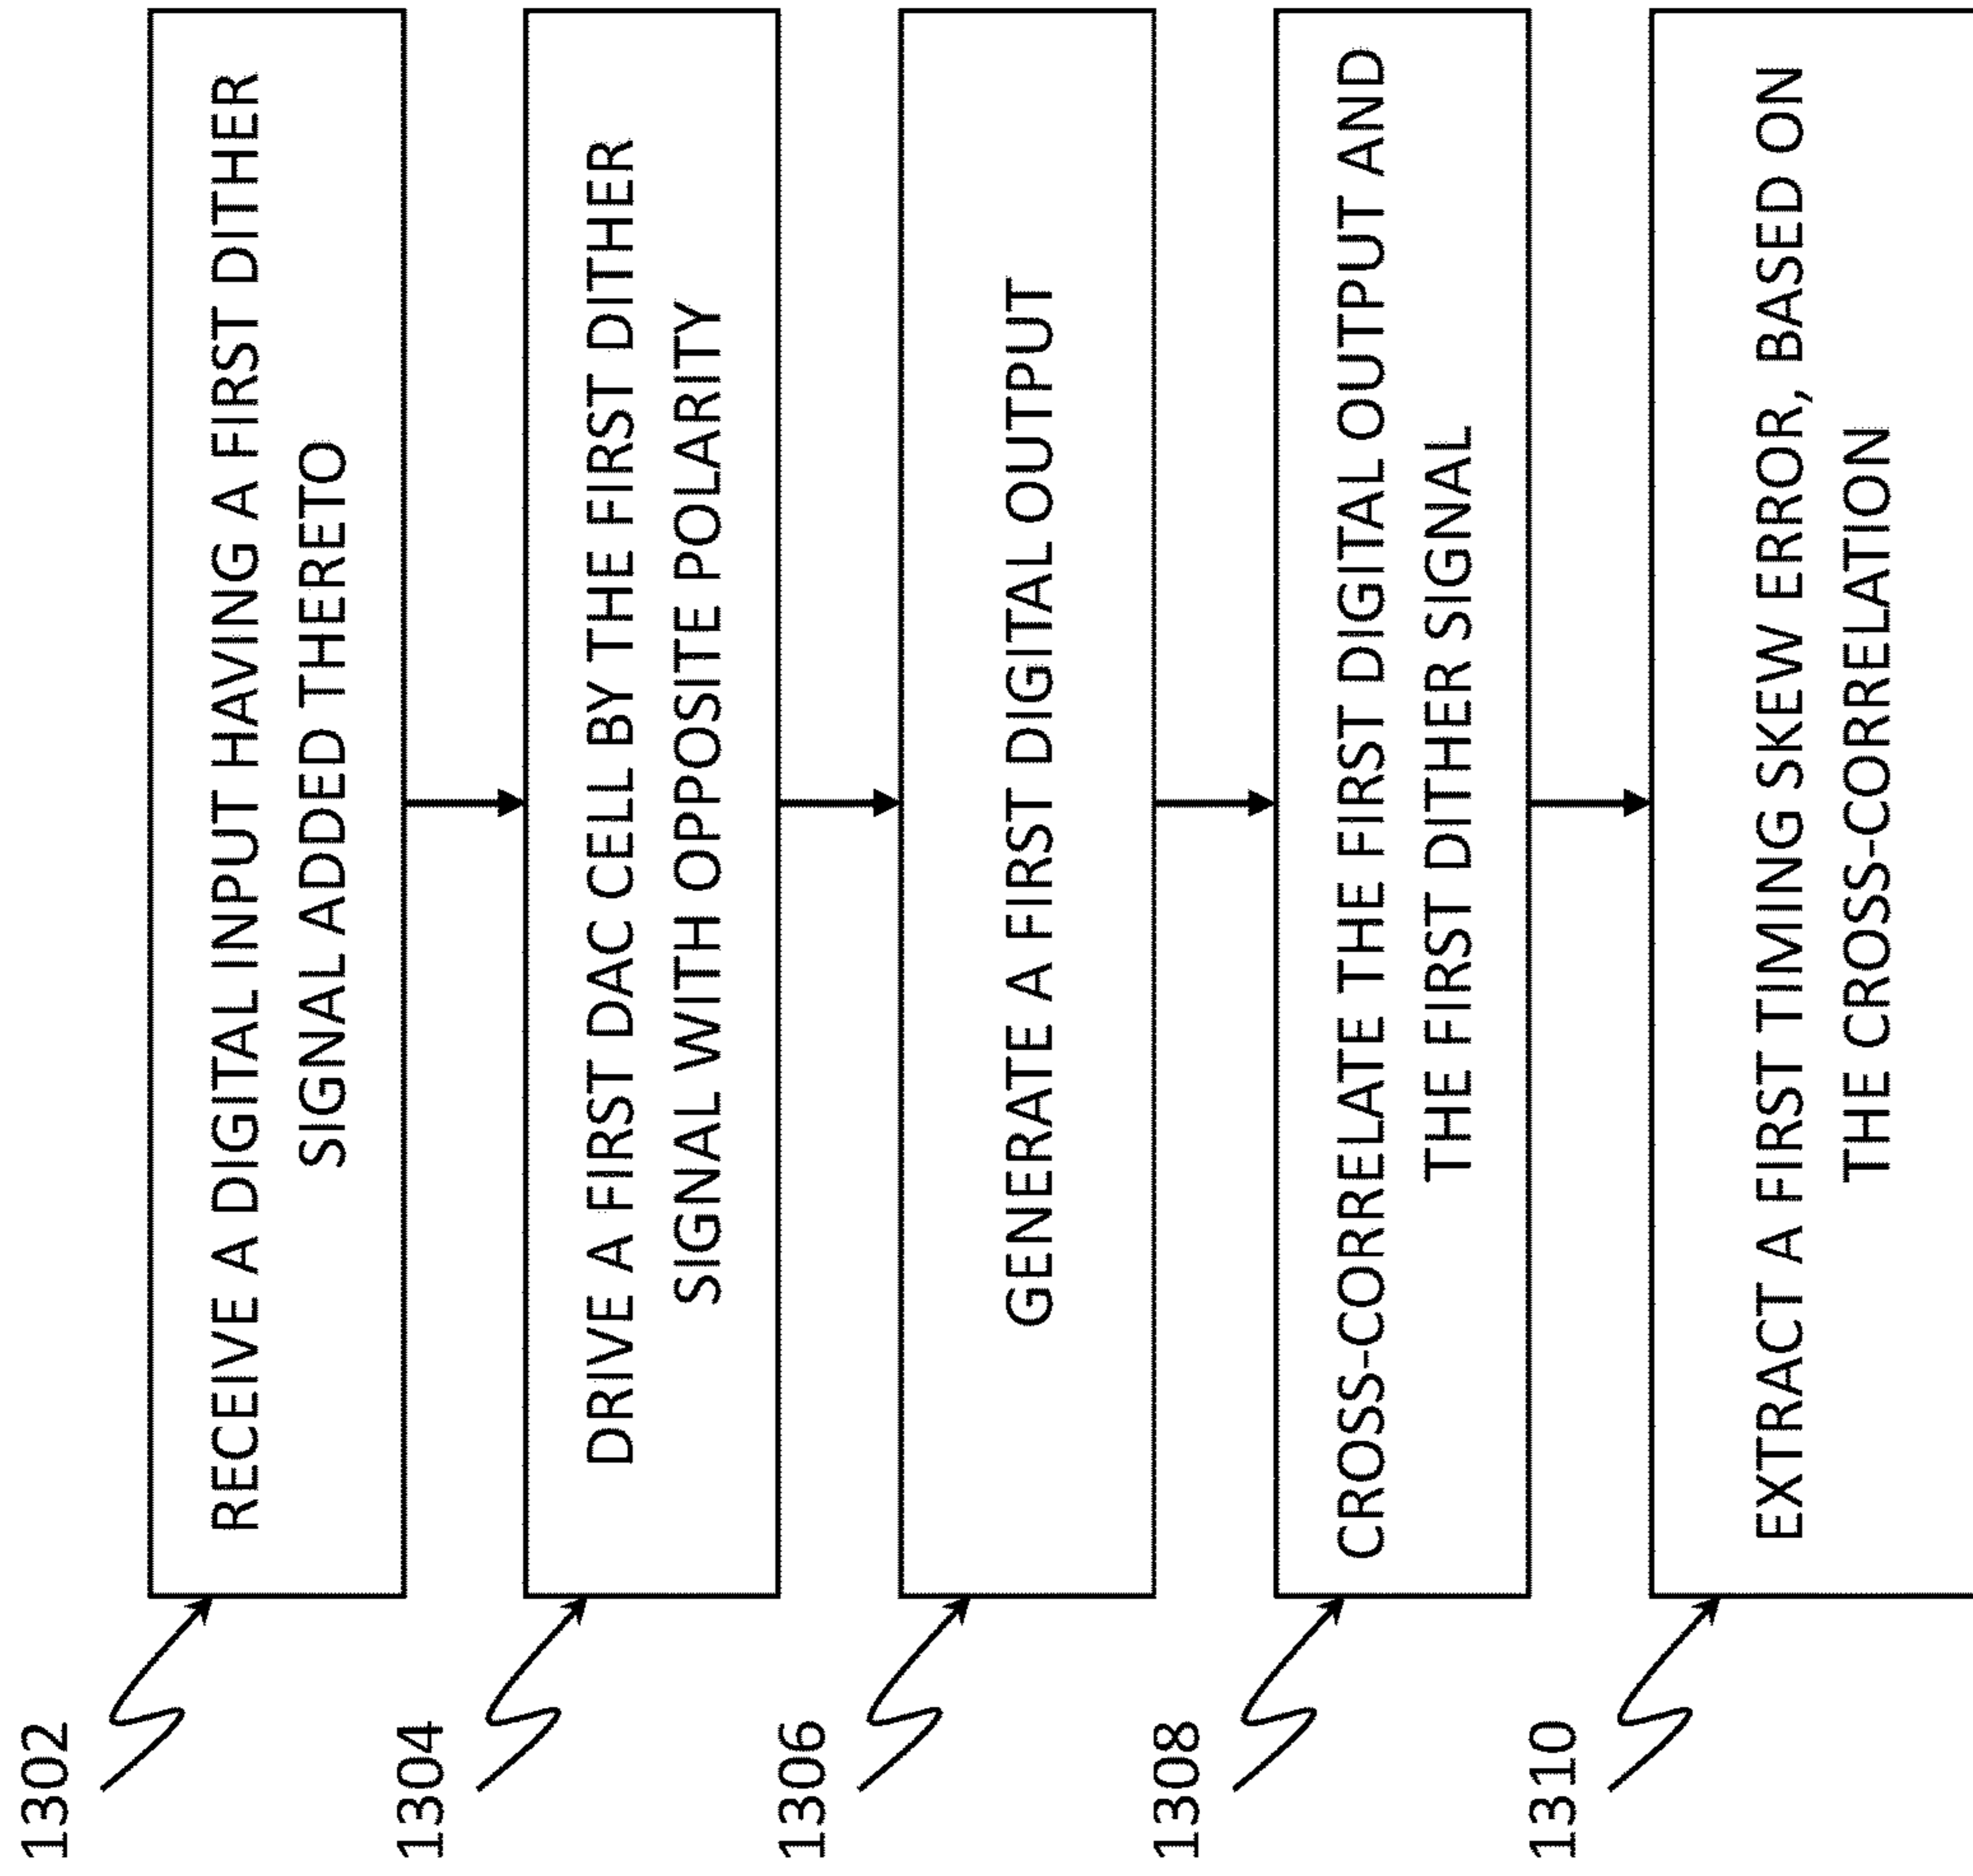 1302
RECEIVE A DIGITAL INPUT HAVING A FIRST DITHER
SIGNAL ADDED THERETO
1304
DRIVE A FIRST DAC CELL BY THE FIRST DITHER
SIGNAL WITH OPPOSITE POLARITY
1306
GENERATE A FIRST DIGITAL OUTPUT
1308
CROSS-CORRELATE THE FIRST DIGITAL OUTPUT AND
THE FIRST DITHER SIGNAL
1310
EXTRACT A FIRST TIMING SKEW ERROR, BASED ON
THE CROSS-CORRELATION